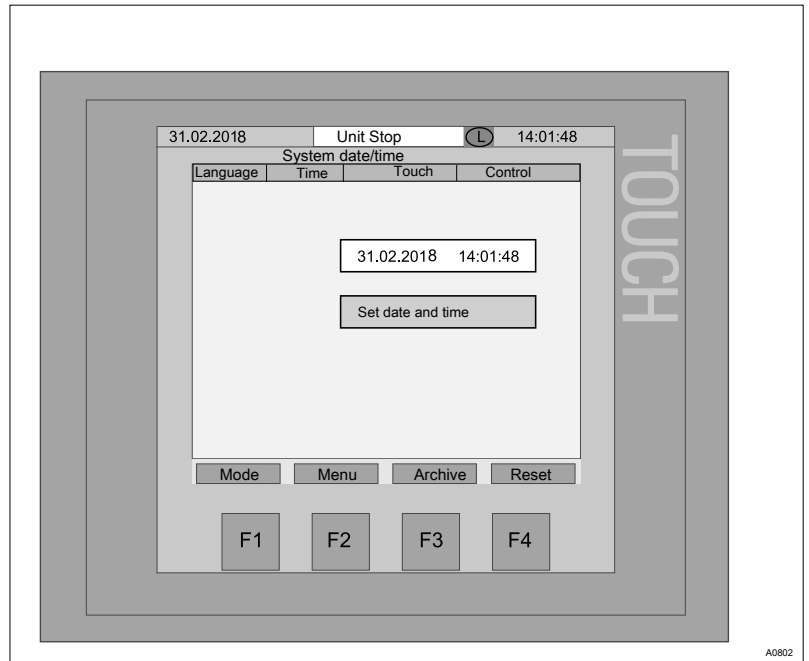 31.02.2018 Unit Stop L 14:01:48
System date/time
Language Time Touch Control
31.02.2018 14:01:48
Set date and time
Mode Menu Archive Reset
F1 F2 F3 F4
TOUCH
A0802